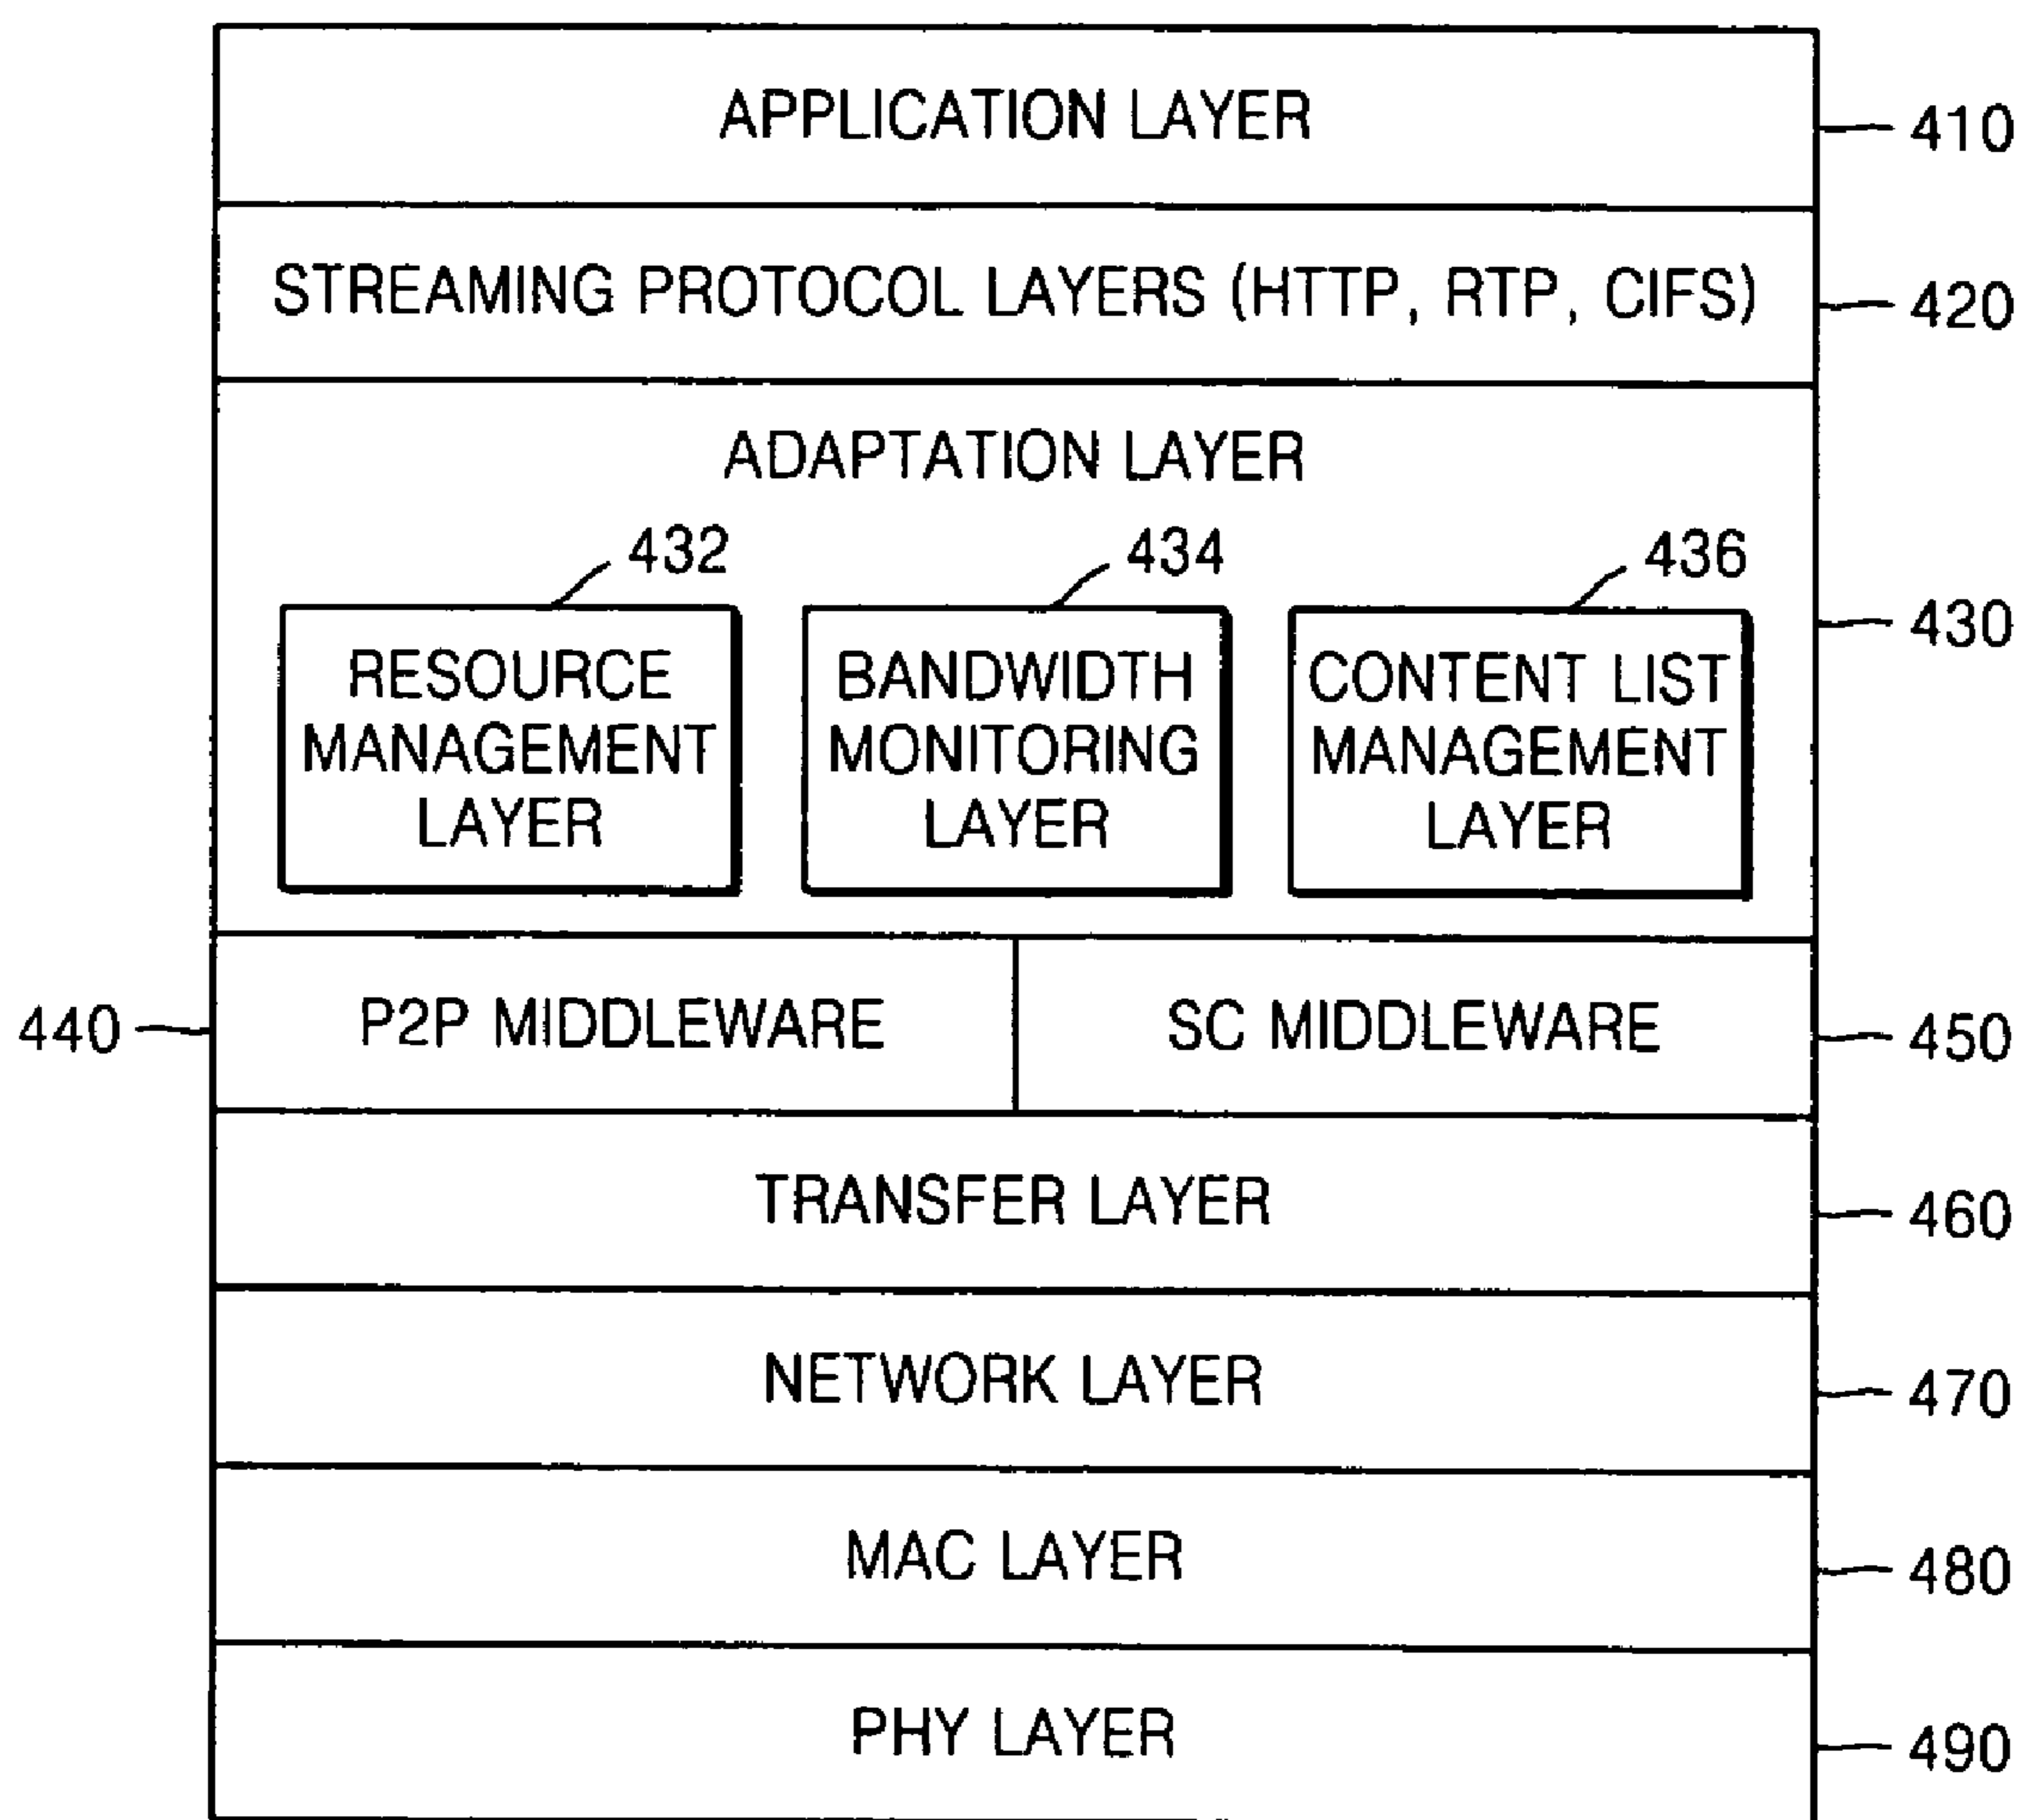 APPLICATION LAYER
410
STREAMING PROTOCOL LAYERS (HTTP, RTP, CIFS)
420
ADAPTATION LAYER
432
434
436
430
RESOURCE
MANAGEMENT
LAYER
BANDWIDTH
MONITORING
LAYER
CONTENT LIST
MANAGEMENT
LAYER
440
P2P MIDDLEWARE
SC MIDDLEWARE
450
TRANSFER LAYER
460
NETWORK LAYER
470
MAC LAYER
480
PHY LAYER
490